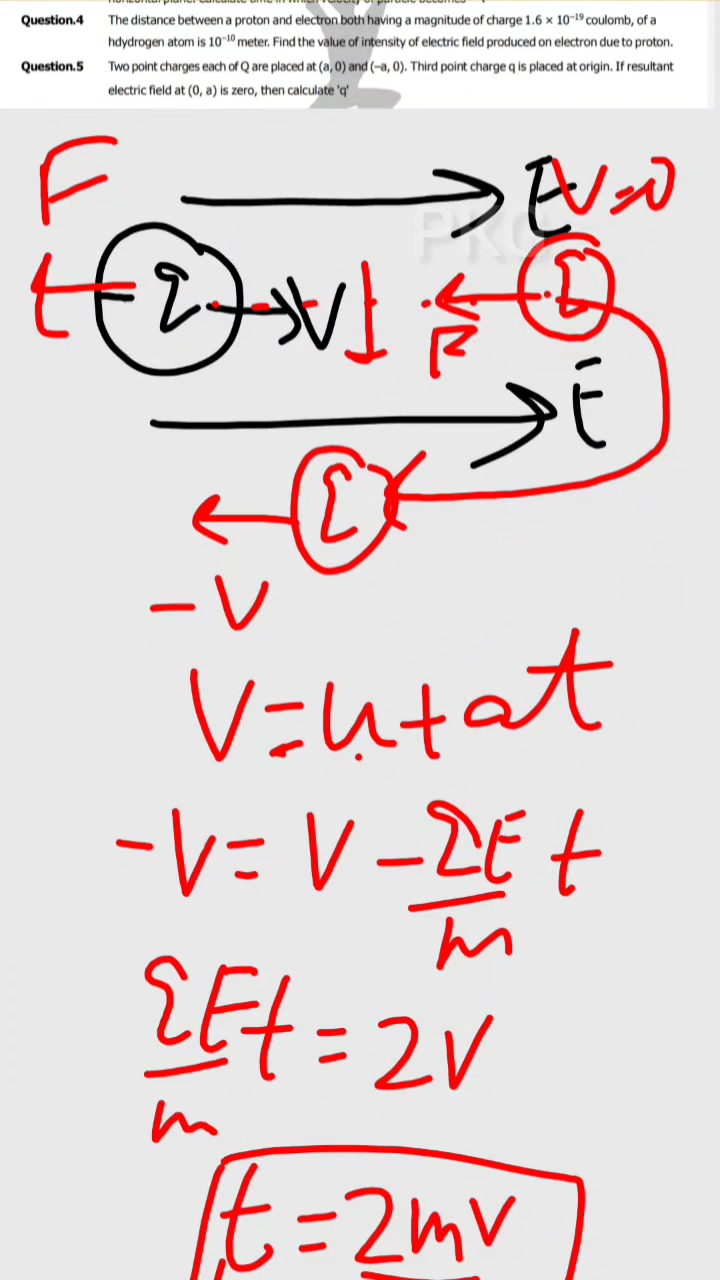 Question.4 The distance between a proton and electron both having a magnitude of charge 1.6 × 10⁻¹⁹ coulomb, of a
hdydrogen atom is 10⁻¹⁰ meter. Find the value of intensity of electric field produced on electron due to proton.
Question.5 Two point charges each of Q are placed at (a, 0) and (–a, 0). Third point charge q is placed at origin. If resultant
electric field at (0, a) is zero, then calculate 'q'
F E V=0
t – q V
F
E
q
–V
V=u+at
–V = V – qE/m t
qE/m t = 2V
t = 2mv